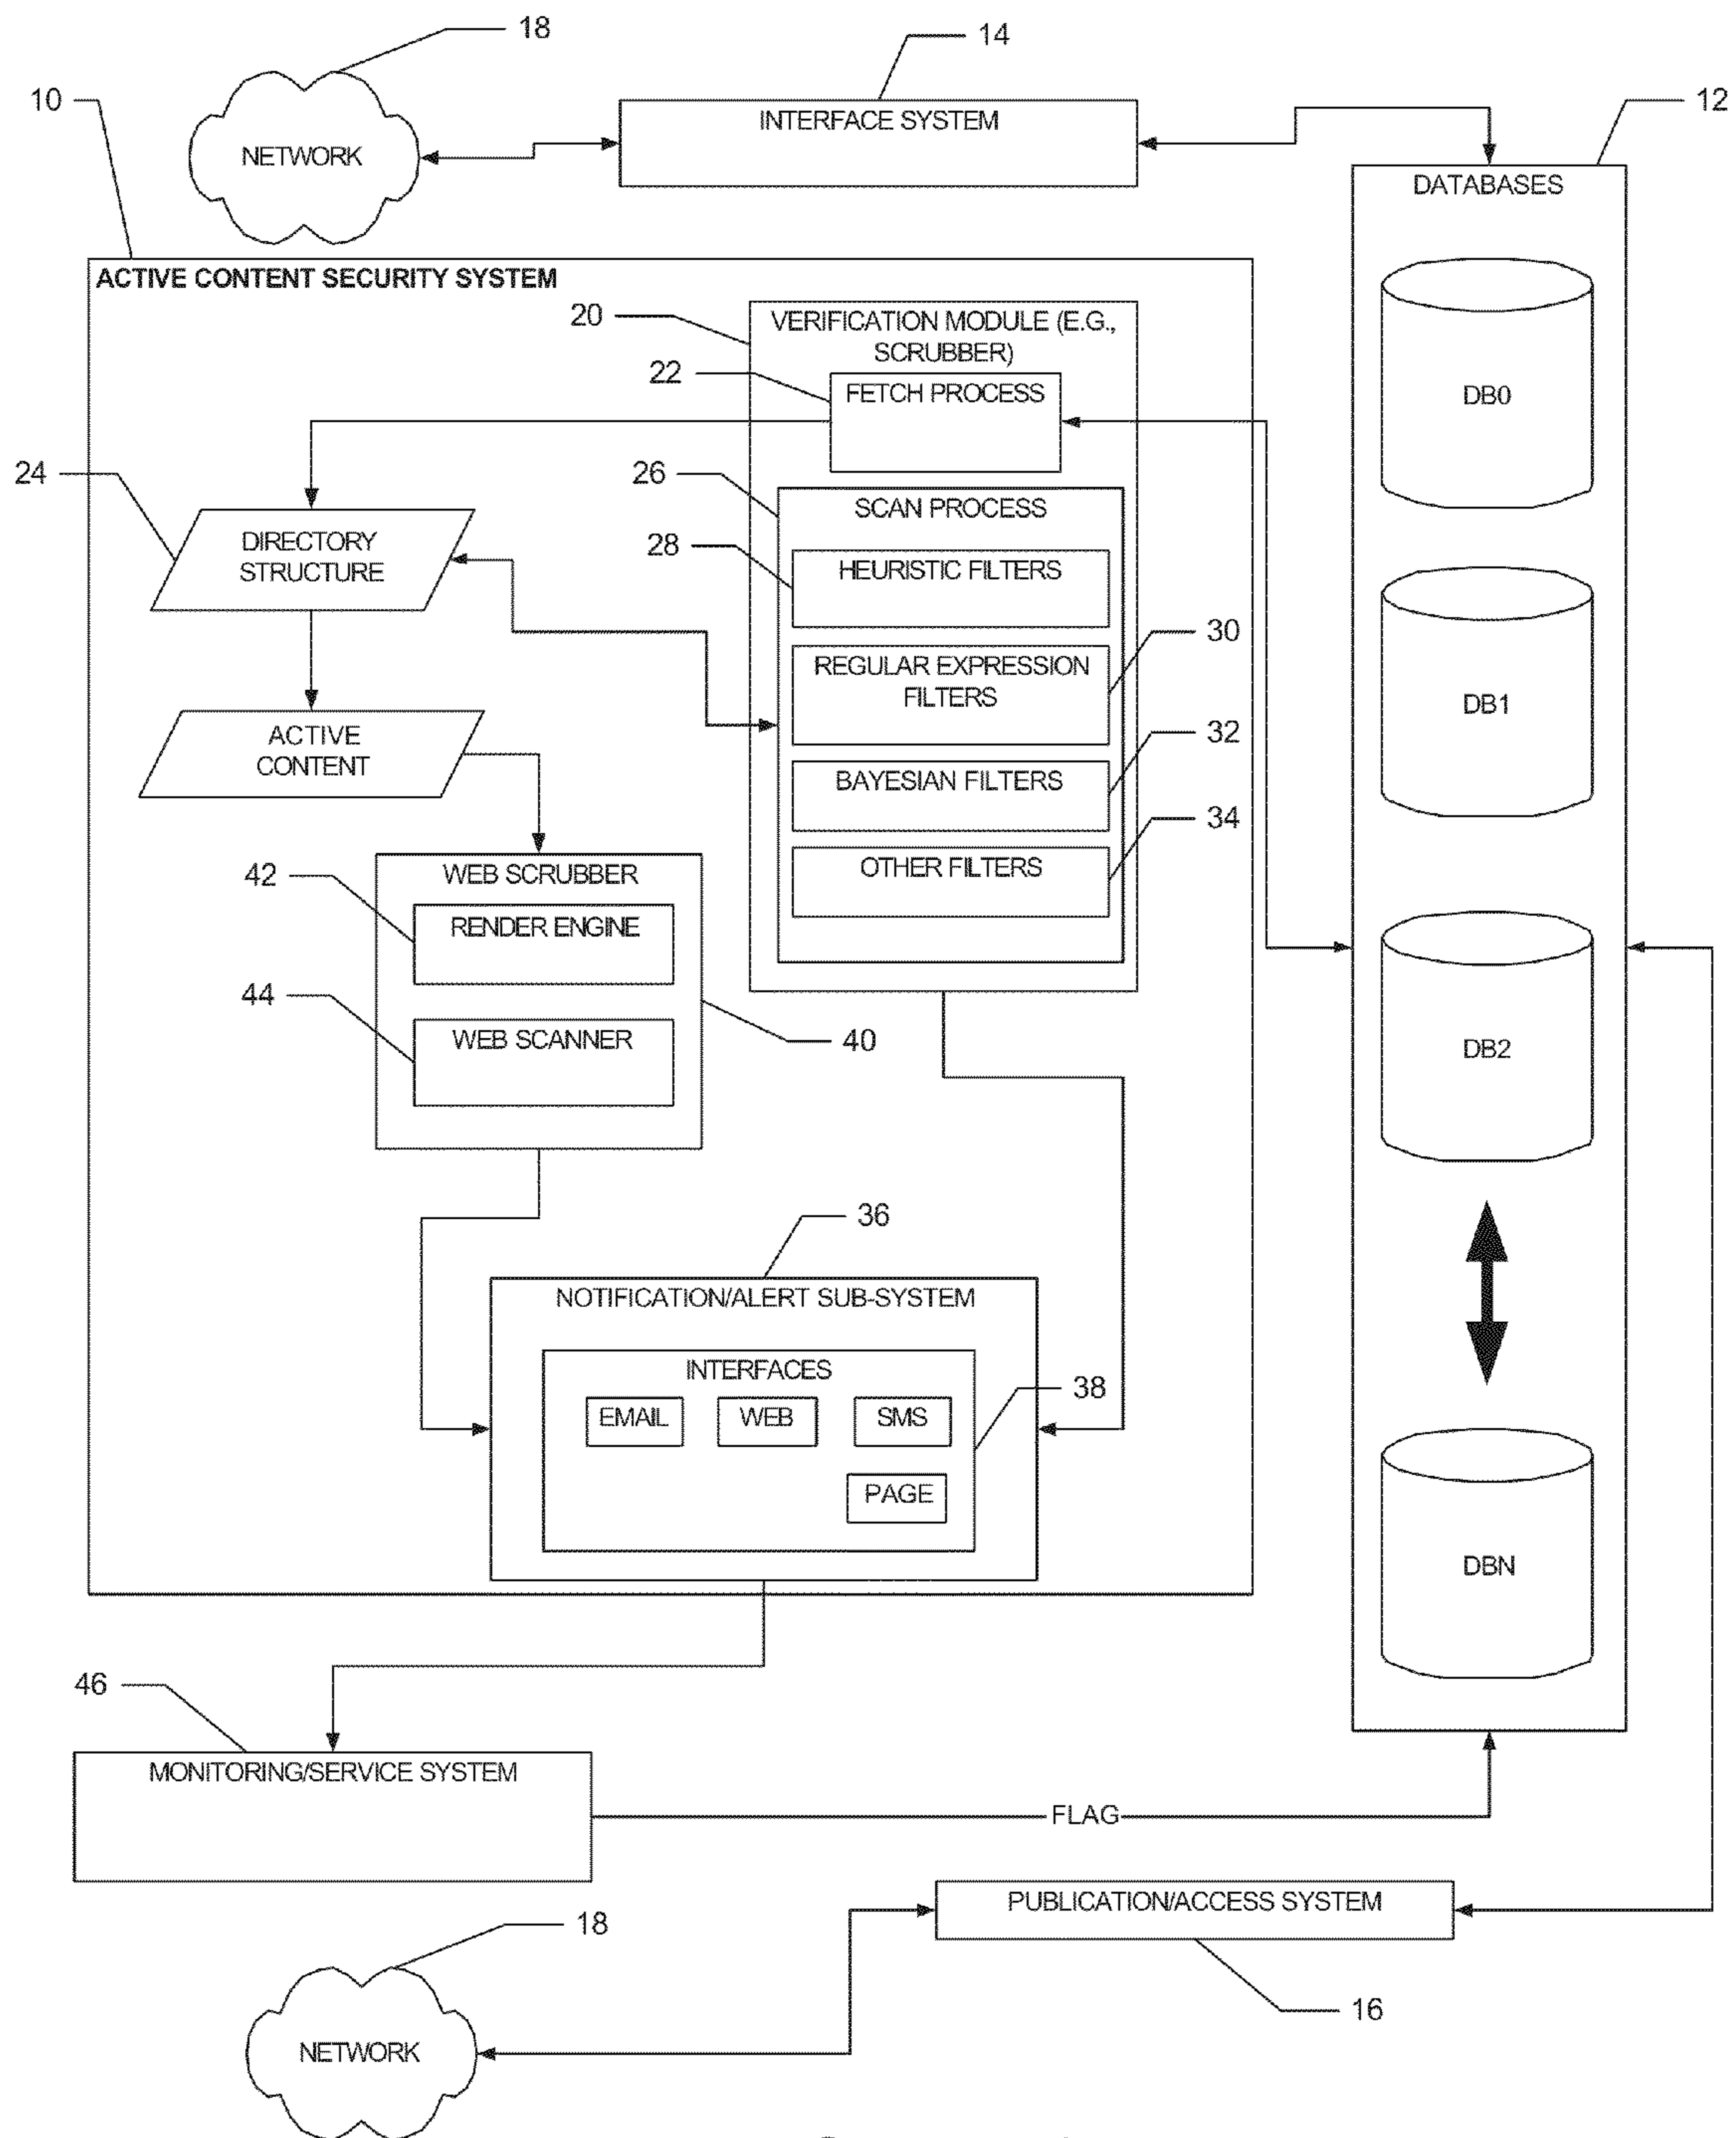 18
14
10
12
NETWORK
INTERFACE SYSTEM
DATABASES
ACTIVE CONTENT SECURITY SYSTEM
20
VERIFICATION MODULE (E.G.,
SCRUBBER)
22
FETCH PROCESS
DB0
24
26
SCAN PROCESS
DIRECTORY
STRUCTURE
28
HEURISTIC FILTERS
30
REGULAR EXPRESSION
FILTERS
DB1
ACTIVE
CONTENT
32
BAYESIAN FILTERS
34
OTHER FILTERS
42
WEB SCRUBBER
RENDER ENGINE
44
WEB SCANNER
40
DB2
36
NOTIFICATION/ALERT SUB-SYSTEM
INTERFACES
38
EMAIL
WEB
SMS
PAGE
DBN
46
MONITORING/SERVICE SYSTEM
FLAG
PUBLICATION/ACCESS SYSTEM
18
16
NETWORK